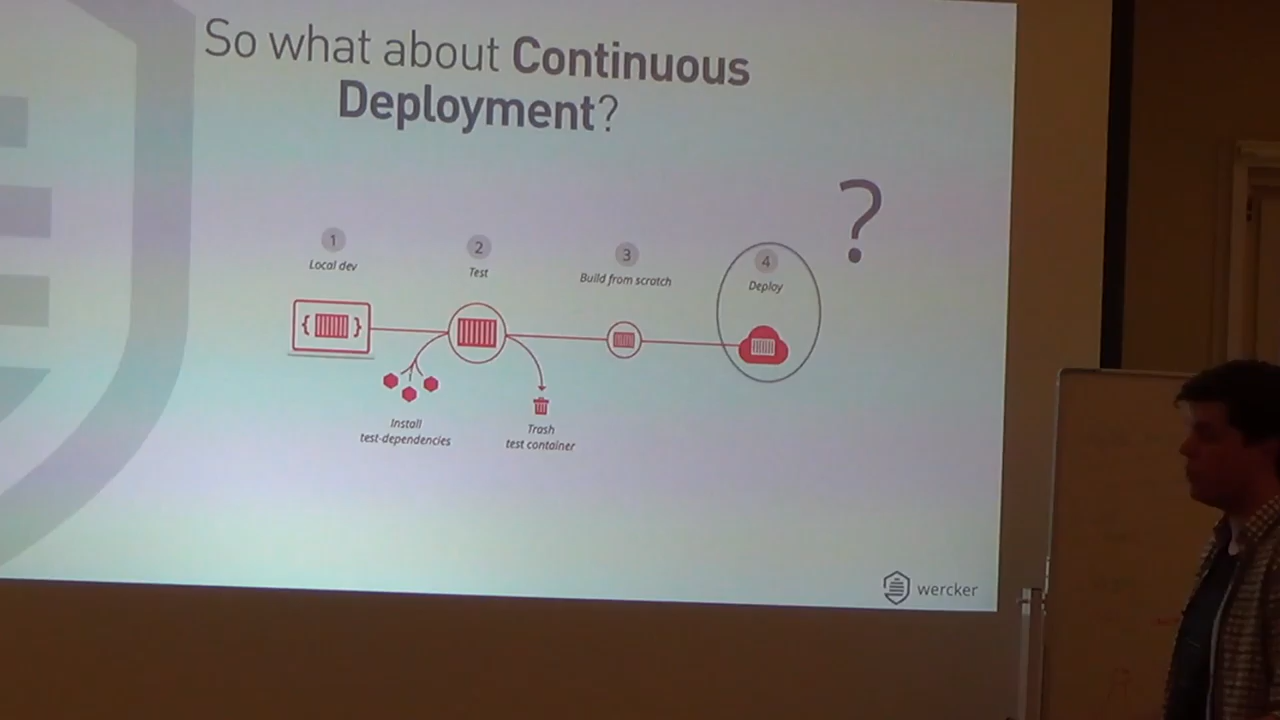 So what about Continuous
Deployment?
?
1
Local dev
2
Test
3
Build from scratch
4
Deploy
{ }
Install
test-dependencies
Trash
test container
wercker